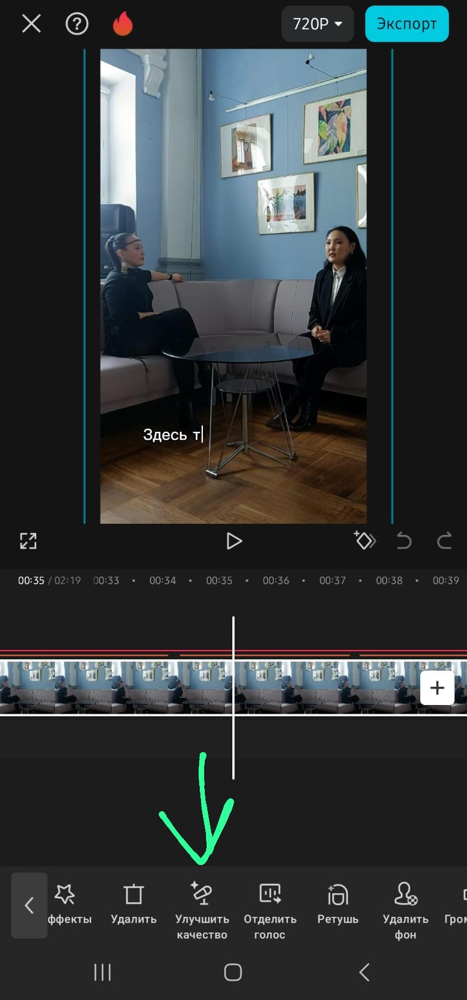 720P
Экспорт
Здесь т
00:35 / 02:19 00:33 00:34 00:35 00:36 00:37 00:38 00:39
ффекты Удалить Улучшить качество Отделить голос Ретушь Удалить фон Гром